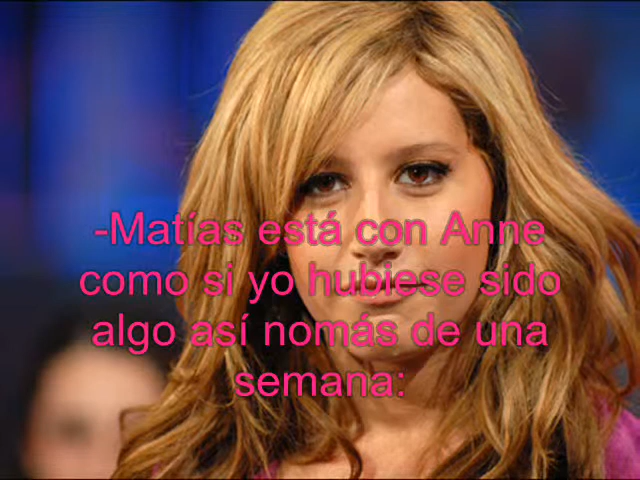 -Matías está con Anne
como si yo hubiese sido
algo así nomás de una
semana: